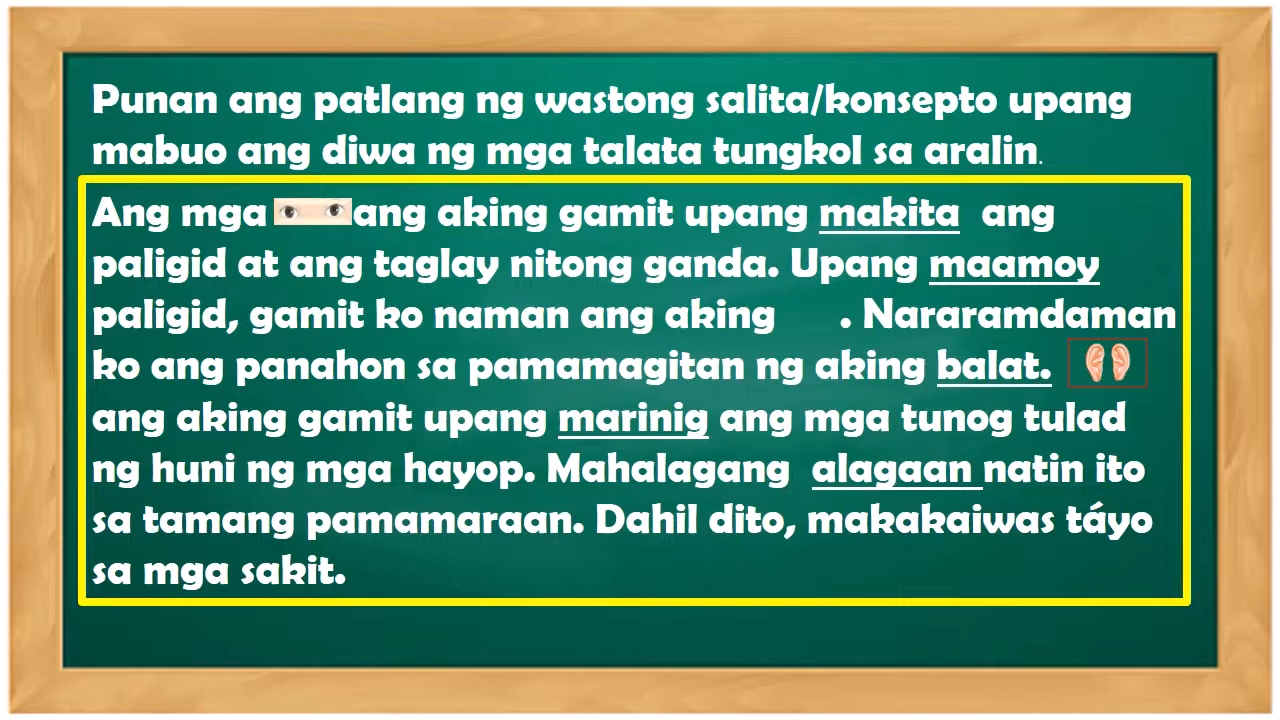 Punan ang patlang ng wastong salita/konsepto upang
mabuo ang diwa ng mga talata tungkol sa aralin.
Ang mga ang aking gamit upang makita ang
paligid at ang taglay nitong ganda. Upang maamoy
paligid, gamit ko naman ang aking . Nararamdaman
ko ang panahon sa pamamagitan ng aking balat.
ang aking gamit upang marinig ang mga tunog tulad
ng huni ng mga hayop. Mahalagang alagaan natin ito
sa tamang pamamaraan. Dahil dito, makakaiwas táyo
sa mga sakit.